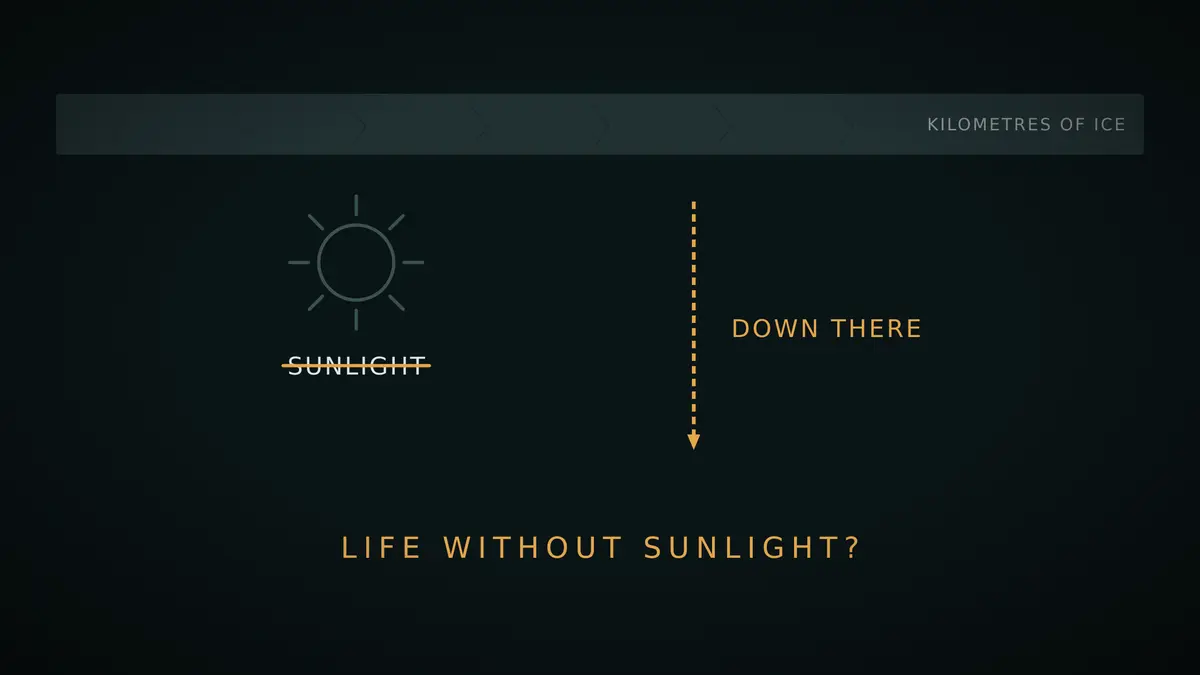 KILOMETRES OF ICE
SUNLIGHT
DOWN THERE
LIFE WITHOUT SUNLIGHT?